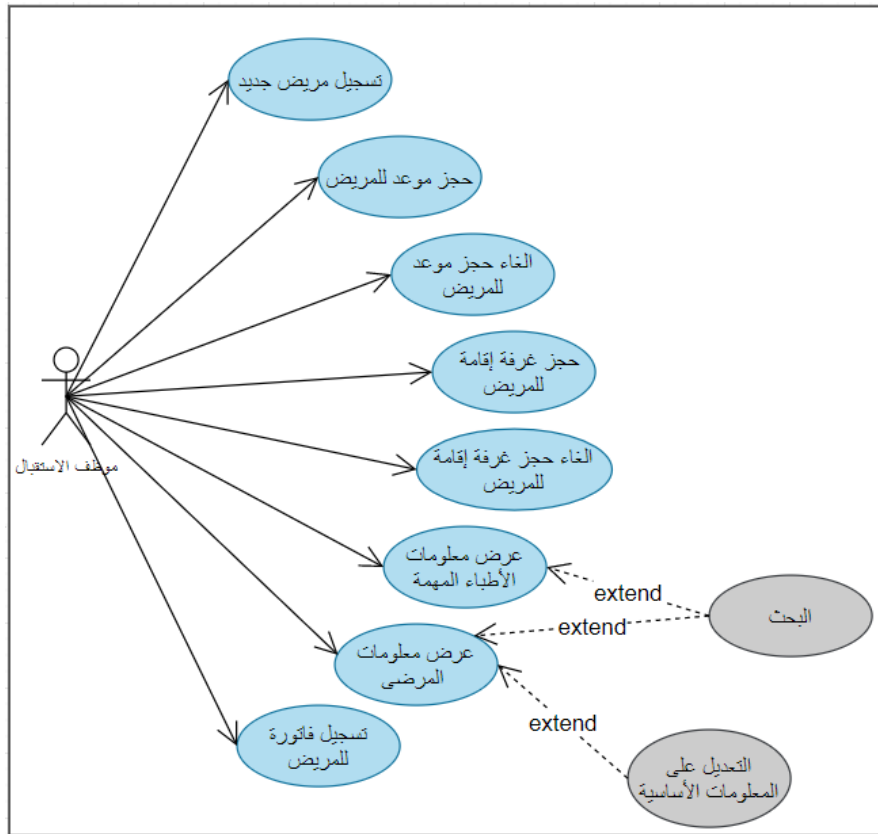 تسجيل مريض جديد
حجز موعد للمريض
الغاء حجز موعد
للمريض
حجز غرفة إقامة
للمريض
موظف الاستقبال
الغاء حجز غرفة إقامة
للمريض
عرض معلومات
الأطباء المهمة
extend
البحث
extend
عرض معلومات
المرضى
extend
تسجيل فاتورة
للمريض
التعديل على
المعلومات الأساسية